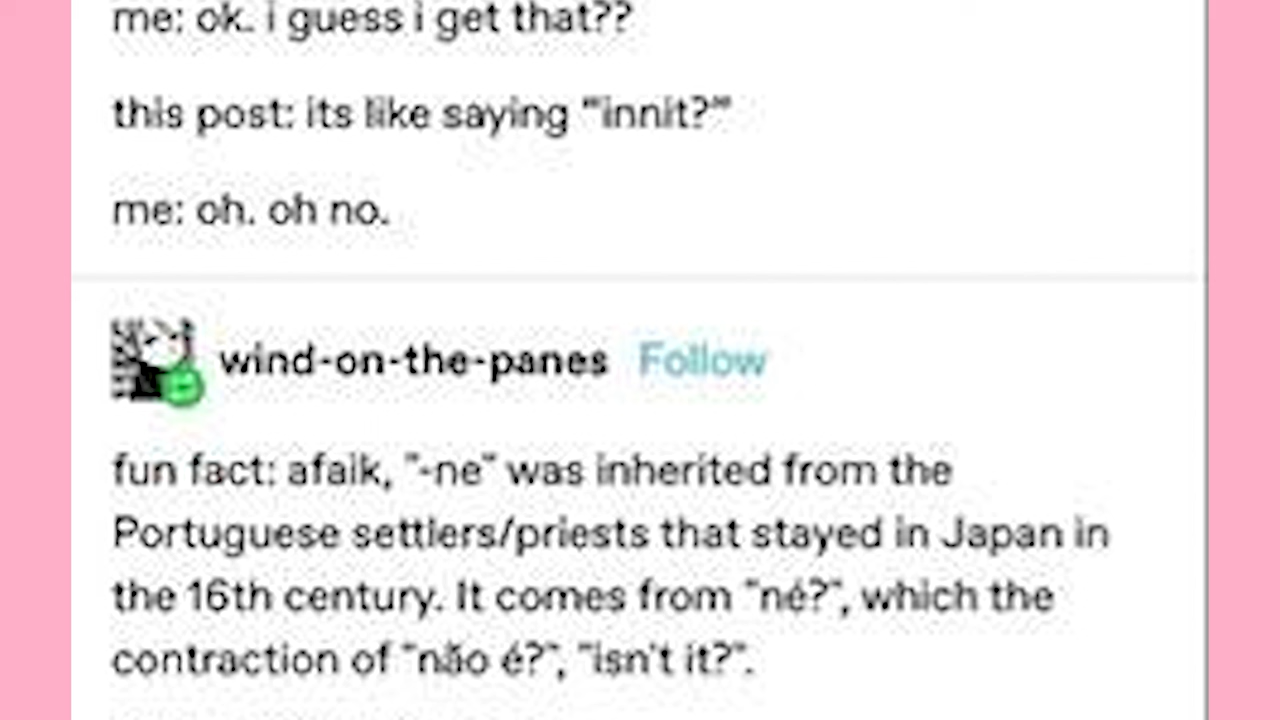 me: ok. i guess i get that??
this post: its like saying "'innit?'"
me: oh. oh no.
wind-on-the-panes Follow
fun fact: afaik, "-ne" was inherited from the
Portuguese settlers/priests that stayed in Japan in
the 16th century. It comes from "né?", which the
contraction of "não é?", "isn't it?".